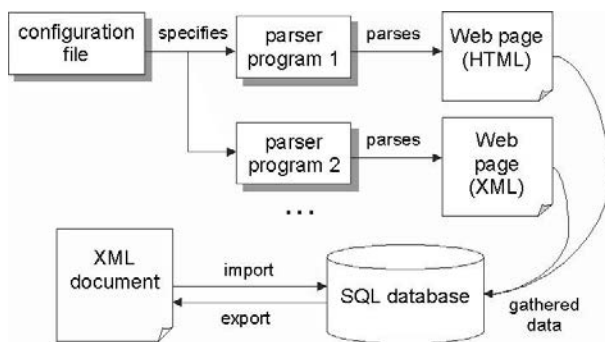 configuration
file
specifies
parser
program 1
parses
Web page
(HTML)
parser
program 2
parses
Web
page
(XML)
...
XML
document
import
export
SQL database
gathered
data